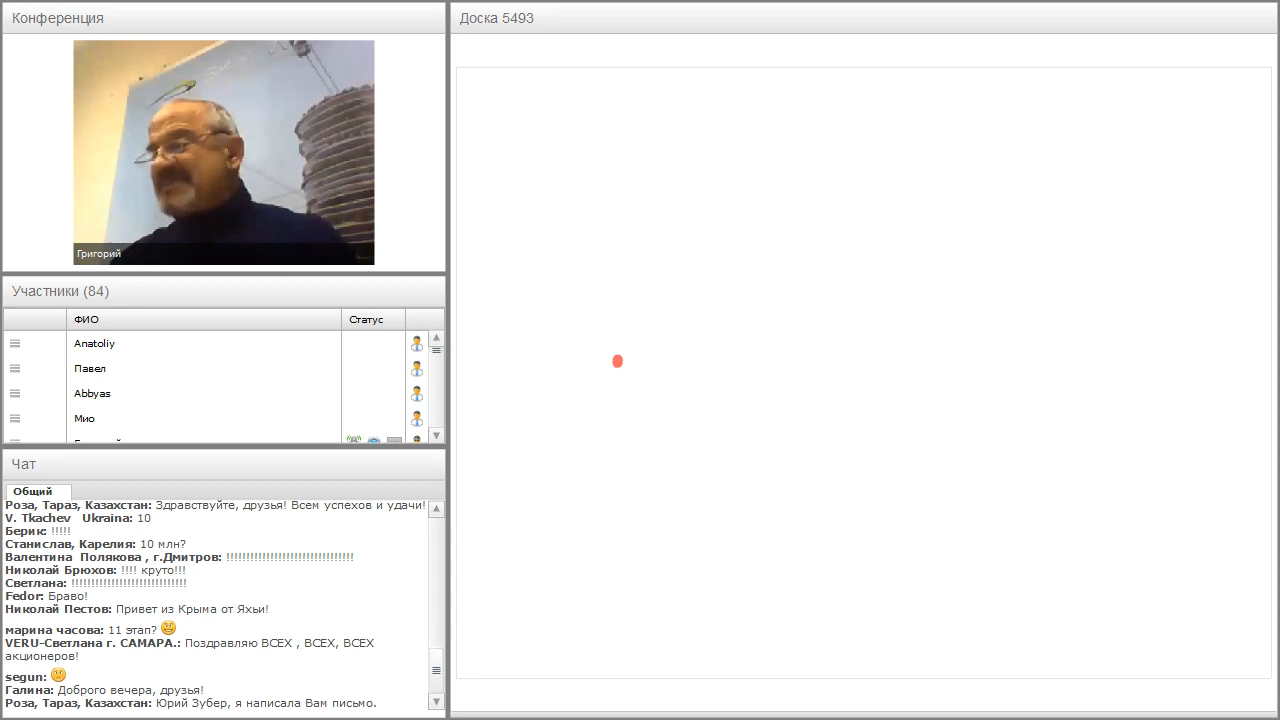 Конференция
Григорий
Участники (84)
ФИО
Статус
Anatoliy
Павел
Abbyas
Мио
Чат
Общий
Роза, Тараз, Казахстан: Здравствуйте, друзья! Всем успехов и удачи!
V. Tkachev Ukraina: 10
Берик: !!!!!
Станислав, Карелия: 10 млн?
Валентина Полякова , г.Дмитров: !!!!!!!!!!!!!!!!!!!!!!!!!!!!!!!!
Николай Брюхов: !!!! круто!!!
Светлана: !!!!!!!!!!!!!!!!!!!!!!!!!!!!!
Fedor: Браво!
Николай Пестов: Привет из Крыма от Яхьи!
марина часова: 11 этап?
VERU-Светлана г. САМАРА.: Поздравляю ВСЕХ , ВСЕХ, ВСЕХ
акционеров!
segun:
Галина: Доброго вечера, друзья!
Роза, Тараз, Казахстан: Юрий Зубер, я написала Вам письмо.
Доска 5493